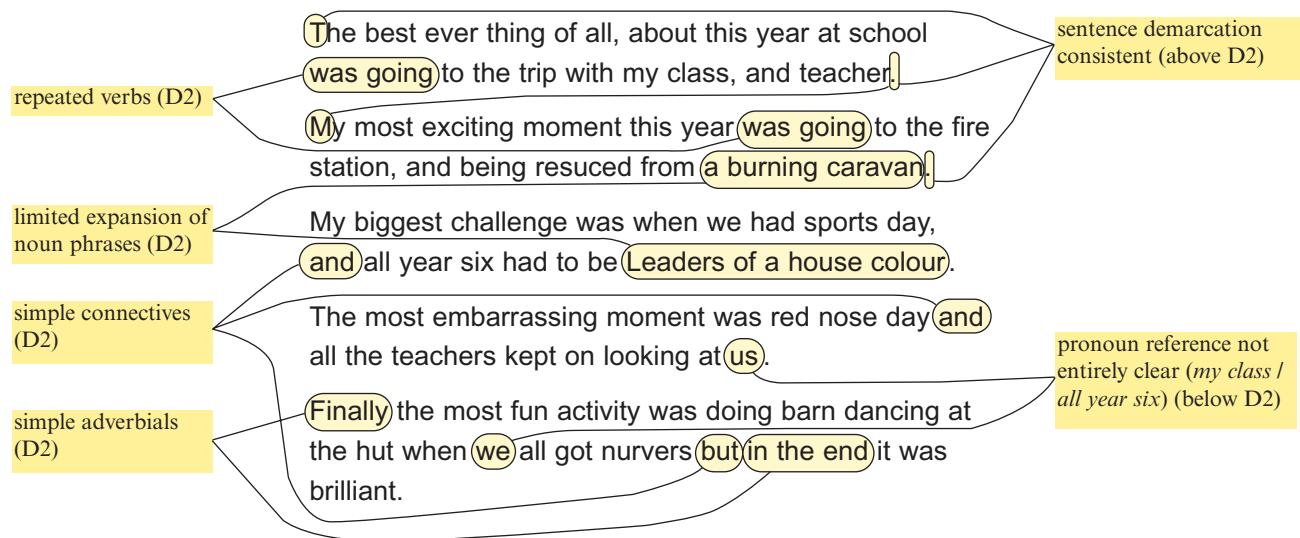 The best ever thing of all, about this year at school
was going to the trip with my class, and teacher.
My most exciting moment this year was going to the fire
station, and being resuced from a burning caravan.
My biggest challenge was when we had sports day,
and all year six had to be Leaders of a house colour.
The most embarrassing moment was red nose day and
all the teachers kept on looking at us.
Finally the most fun activity was doing barn dancing at
the hut when we all got nurvers but in the end it was
brilliant.
repeated verbs (D2)
limited expansion of
noun phrases (D2)
simple connectives
(D2)
simple adverbials
(D2)
sentence demarcation
consistent (above D2)
pronoun reference not
entirely clear (my class /
all year six) (below D2)